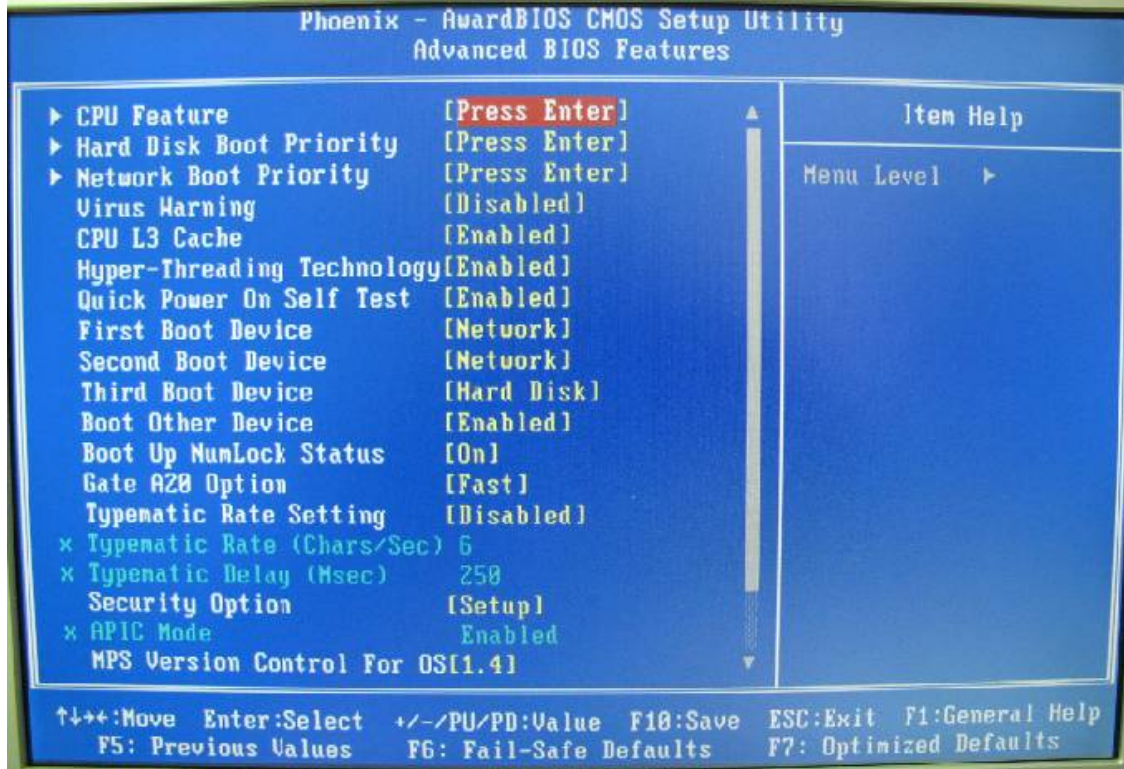 Phoenix - AwardBIOS CMOS Setup Utility
Advanced BIOS Features
▶ CPU Feature [Press Enter]
▶ Hard Disk Boot Priority [Press Enter]
▶ Network Boot Priority [Press Enter]
Virus Warning [Disabled]
CPU L3 Cache [Enabled]
Hyper-Threading Technology[Enabled]
Quick Power On Self Test [Enabled]
First Boot Device [Network]
Second Boot Device [Network]
Third Boot Device [Hard Disk]
Boot Other Device [Enabled]
Boot Up NumLock Status [On]
Gate A20 Option [Fast]
Typematic Rate Setting [Disabled]
x Typematic Rate (Chars/Sec) 6
x Typematic Delay (Msec) 250
Security Option [Setup]
x APIC Mode Enabled
MPS Version Control For OS[1.4]
Item Help
Menu Level ▶
↑↓→←:Move Enter:Select +/-/PU/PD:Value F10:Save ESC:Exit F1:General Help
F5: Previous Values F6: Fail-Safe Defaults F7: Optimized Defaults